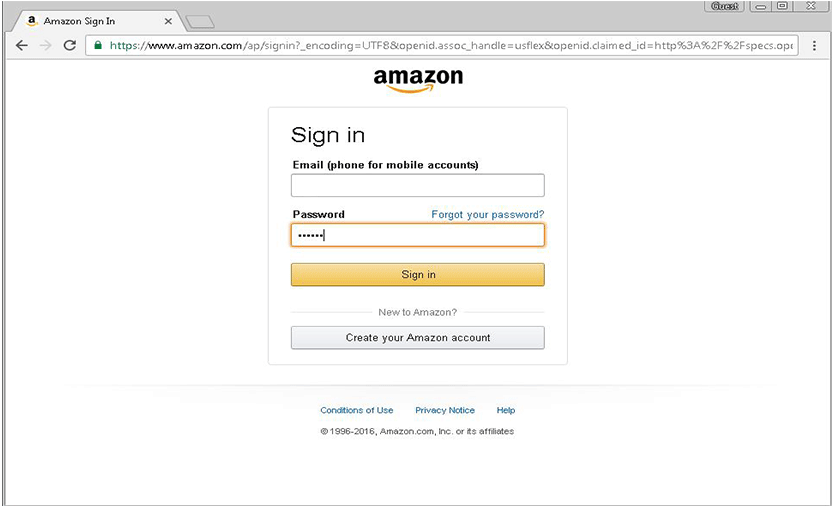 Guest
Amazon Sign In
https://www.amazon.com/ap/signin?_encoding=UTF8&openid.assoc_handle=usflex&openid.claimed_id=http%3A%2F%2Fspecs.ope
amazon
Sign in
Email (phone for mobile accounts)
Password Forgot your password?
Sign in
New to Amazon?
Create your Amazon account
Conditions of Use Privacy Notice Help
© 1996-2016, Amazon.com, Inc. or its affiliates